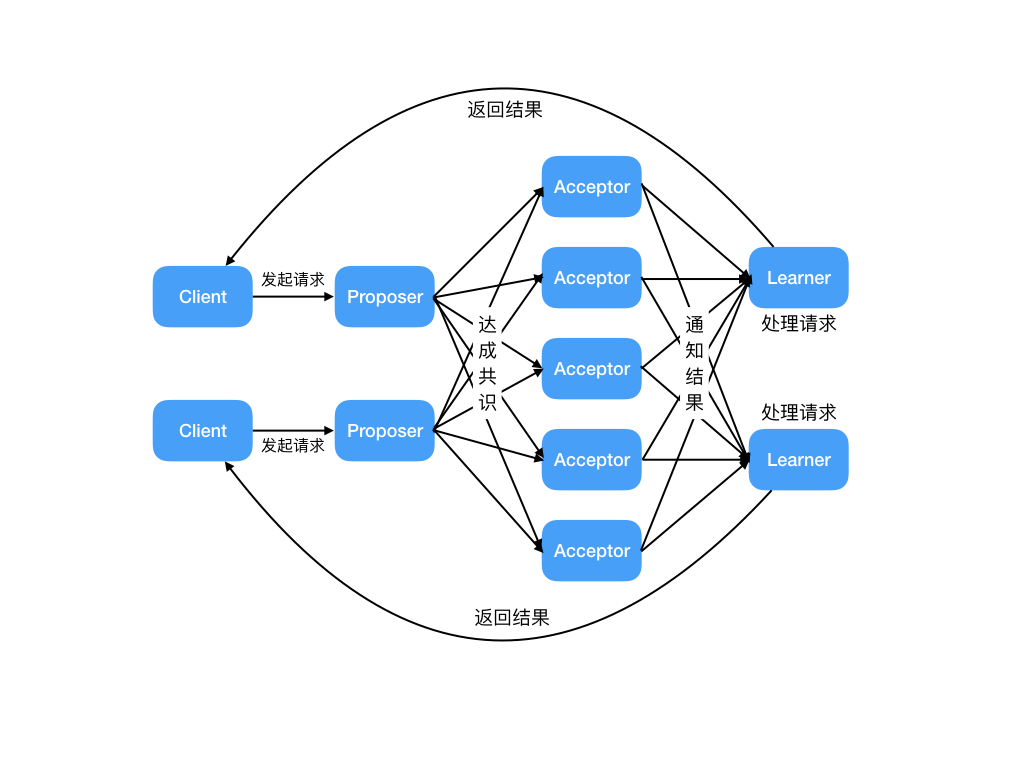 返回结果
Acceptor
Acceptor
Learner
发起请求
Client
Proposer
处理请求
达成共识
通知结果
Acceptor
处理请求
Client
Proposer
发起请求
Acceptor
Learner
Acceptor
返回结果